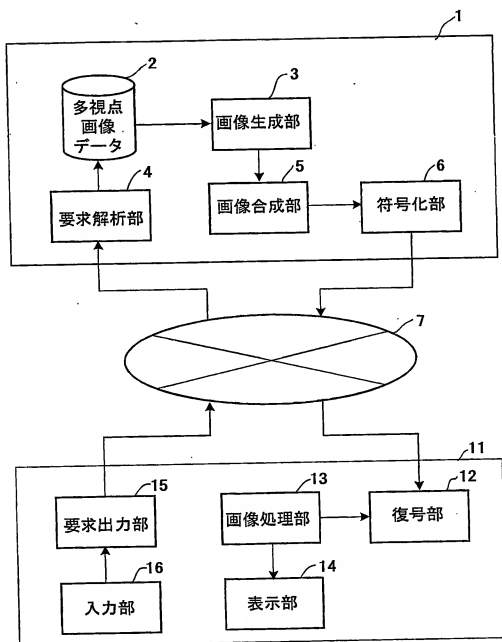 1
2
多視点
画像
データ
3
画像生成部
4
要求解析部
5
画像合成部
6
符号化部
7
11
15
要求出力部
13
画像処理部
12
復号部
16
入力部
14
表示部